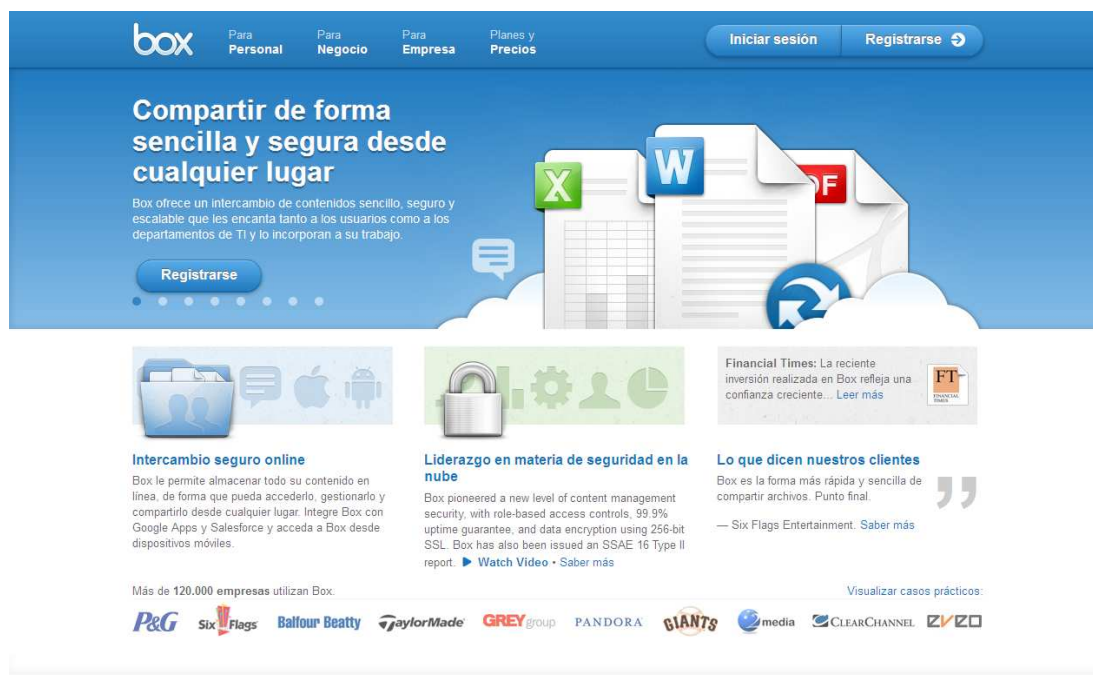 box
Para Personal
Para Negocio
Para Empresa
Planes y Precios
Iniciar sesión
Registrarse
Compartir de forma
sencilla y segura desde
cualquier lugar
Box ofrece un intercambio de contenidos sencillo, seguro y
escalable que les encanta tanto a los usuarios como a los
departamentos de TI y lo incorporan a su trabajo.
Registrarse
X
W
DF
Financial Times: La reciente
inversión realizada en Box refleja una
confianza creciente... Leer más
FT
FINANCIAL
TIMES
Intercambio seguro online
Box le permite almacenar todo su contenido en
línea, de forma que pueda accederlo, gestionarlo y
compartirlo desde cualquier lugar. Integre Box con
Google Apps y Salesforce y acceda a Box desde
dispositivos móviles.
Liderazgo en materia de seguridad en la
nube
Box pioneered a new level of content management
security, with role-based access controls, 99.9%
uptime guarantee, and data encryption using 256-bit
SSL. Box has also been issued an SSAE 16 Type II
report. Watch Video • Saber más
Lo que dicen nuestros clientes
Box es la forma más rápida y sencilla de
compartir archivos. Punto final.
— Six Flags Entertainment. Saber más
Más de 120.000 empresas utilizan Box.
Visualizar casos prácticos:
P&G
Six Flags
Balfour Beatty
TaylorMade
GREY group
PANDORA
GIANTS
media
CLEARCHANNEL